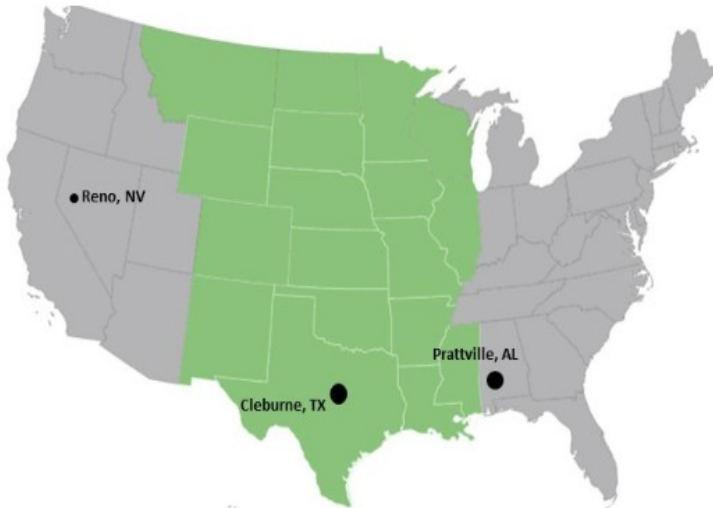 Reno, NV
Prattville, AL
Cleburne, TX